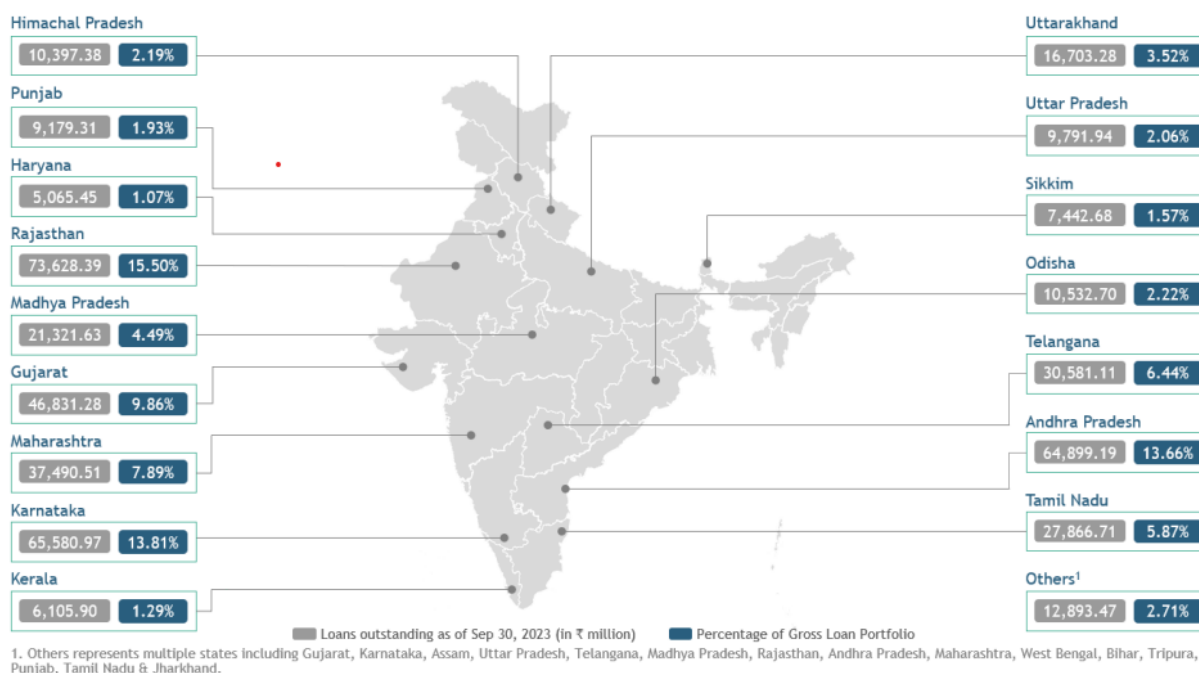 Himachal Pradesh
10,397.38 2.19%
Punjab
9,179.31 1.93%
Haryana
5,065.45 1.07%
Rajasthan
73,628.39 15.50%
Madhya Pradesh
21,321.63 4.49%
Gujarat
46,831.28 9.86%
Maharashtra
37,490.51 7.89%
Karnataka
65,580.97 13.81%
Kerala
6,105.90 1.29%
Uttarakhand
16,703.28 3.52%
Uttar Pradesh
9,791.94 2.06%
Sikkim
7,442.68 1.57%
Odisha
10,532.70 2.22%
Telangana
30,581.11 6.44%
Andhra Pradesh
64,899.19 13.66%
Tamil Nadu
27,866.71 5.87%
Others¹
12,893.47 2.71%
Loans outstanding as of Sep 30, 2023 (in ₹ million) Percentage of Gross Loan Portfolio
1. Others represents multiple states including Gujarat, Karnataka, Assam, Uttar Pradesh, Telangana, Madhya Pradesh, Rajasthan, Andhra Pradesh, Maharashtra, West Bengal, Bihar, Tripura,
Punjab, Tamil Nadu & Jharkhand.